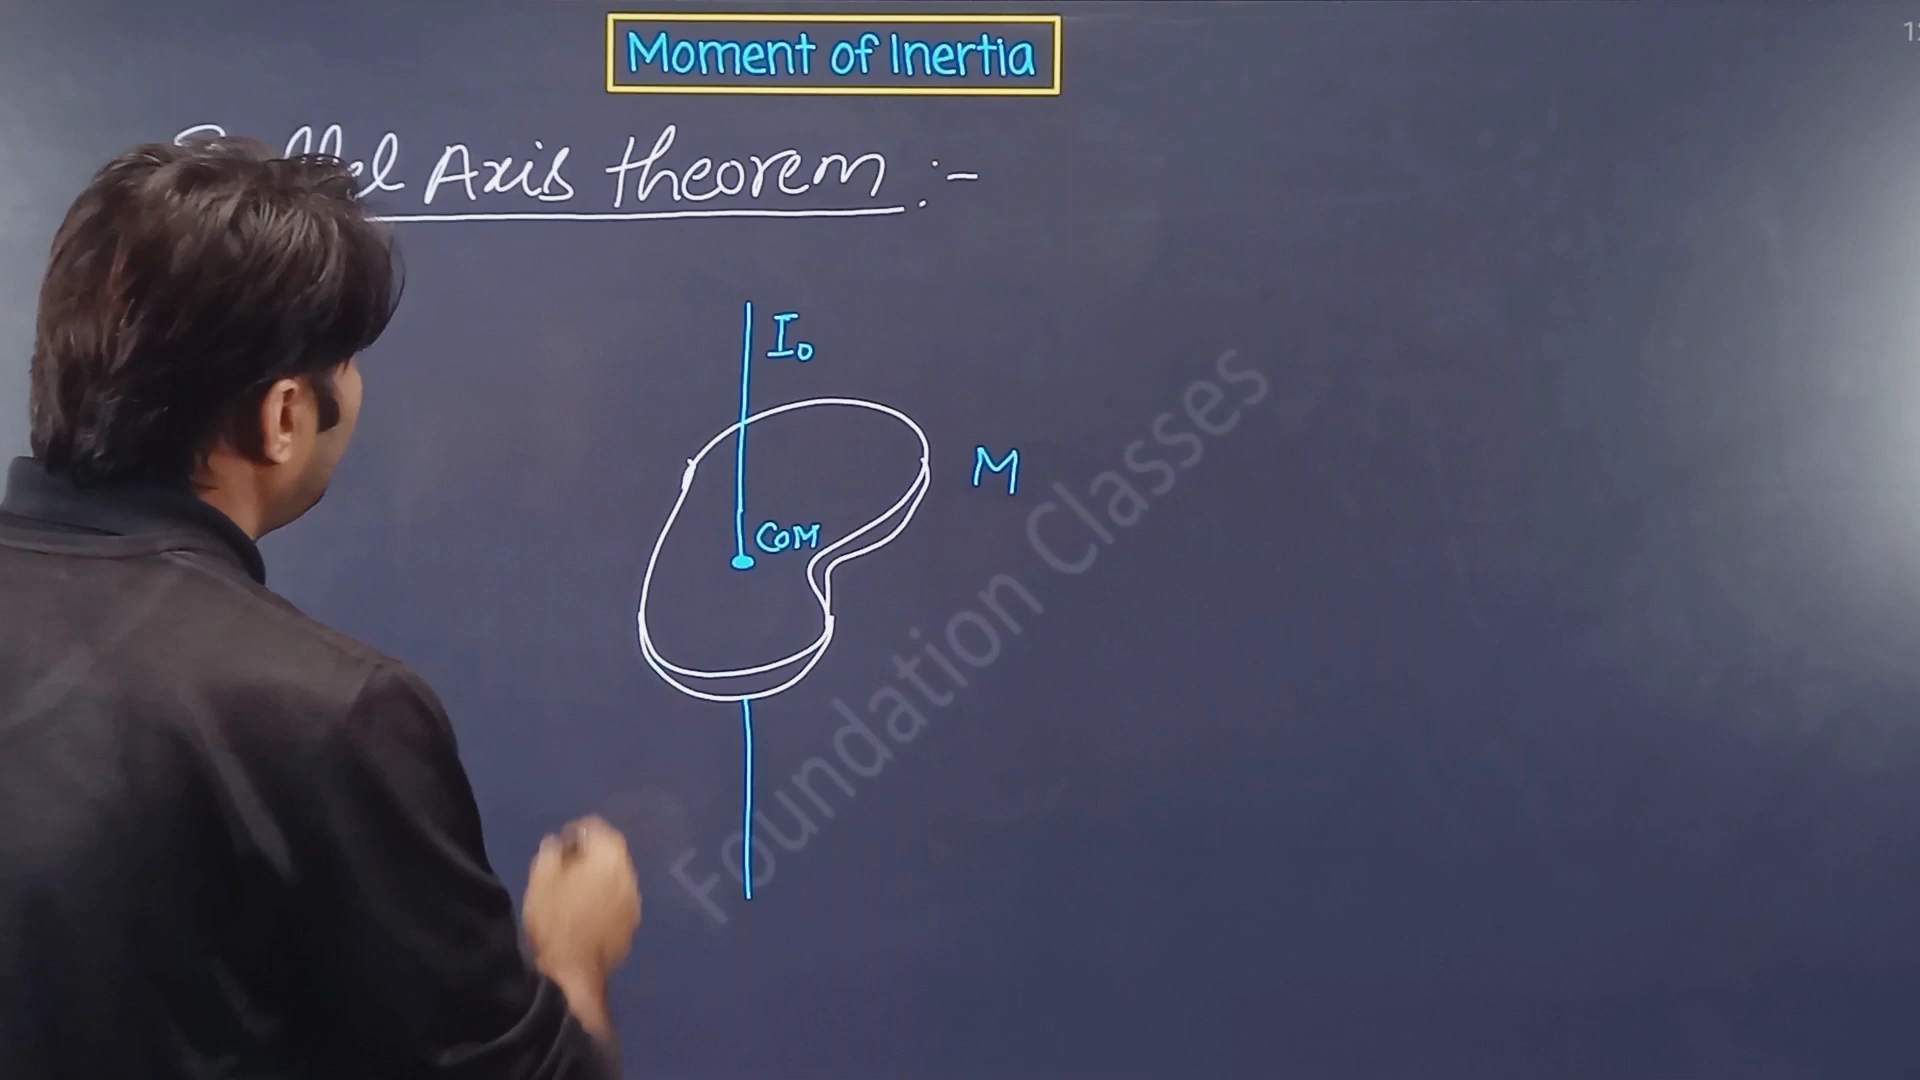 Moment of Inertia
Axis theorem :-
I₀
M
COM
Foundation Classes